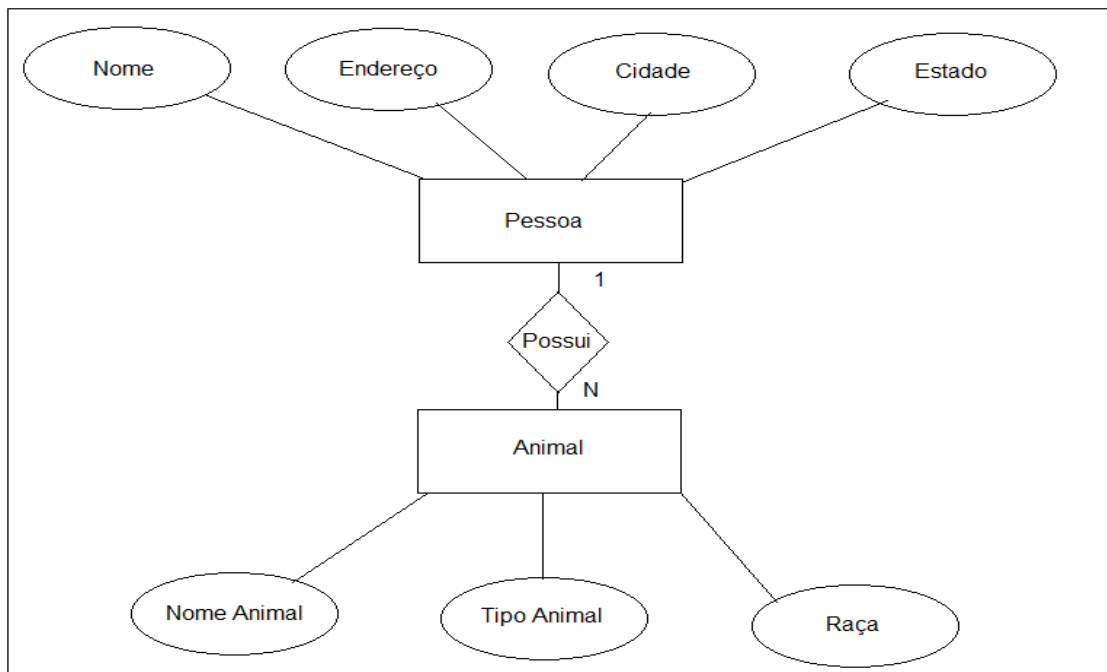 Nome
Endereço
Cidade
Estado
Pessoa
1
Possui
N
Animal
Nome Animal
Tipo Animal
Raça